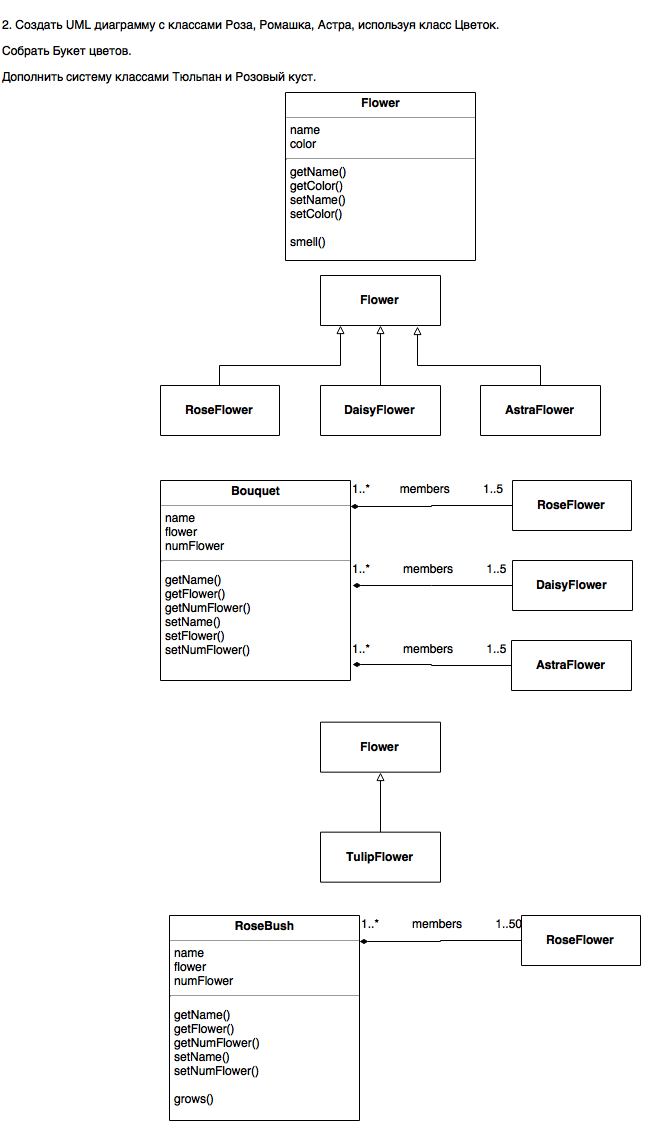 2. Создать UML диаграмму с классами Роза, Ромашка, Астра, используя класс Цветок.
Собрать Букет цветов.
Дополнить систему классами Тюльпан и Розовый куст.
Flower
name
color
getName()
getColor()
setName()
setColor()
smell()
Flower
RoseFlower
DaisyFlower
AstraFlower
Bouquet
name
flower
numFlower
getName()
getFlower()
getNumFlower()
setName()
setFlower()
setNumFlower()
1..* members 1..5
RoseFlower
1..* members 1..5
DaisyFlower
1..* members 1..5
AstraFlower
Flower
TulipFlower
RoseBush
name
flower
numFlower
getName()
getFlower()
getNumFlower()
setName()
setNumFlower()
grows()
1..* members 1..50
RoseFlower